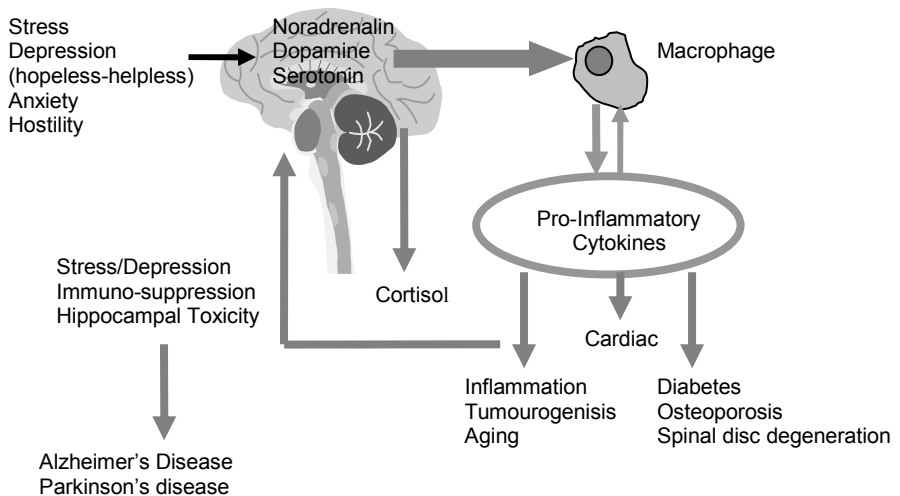 Stress
Depression
(hopeless-helpless)
Anxiety
Hostility
Noradrenalin
Dopamine
Serotonin
Macrophage
Pro-Inflammatory
Cytokines
Stress/Depression
Immuno-suppression
Hippocampal Toxicity
Cortisol
Cardiac
Inflammation
Tumourogenisis
Aging
Diabetes
Osteoporosis
Spinal disc degeneration
Alzheimer’s Disease
Parkinson’s disease